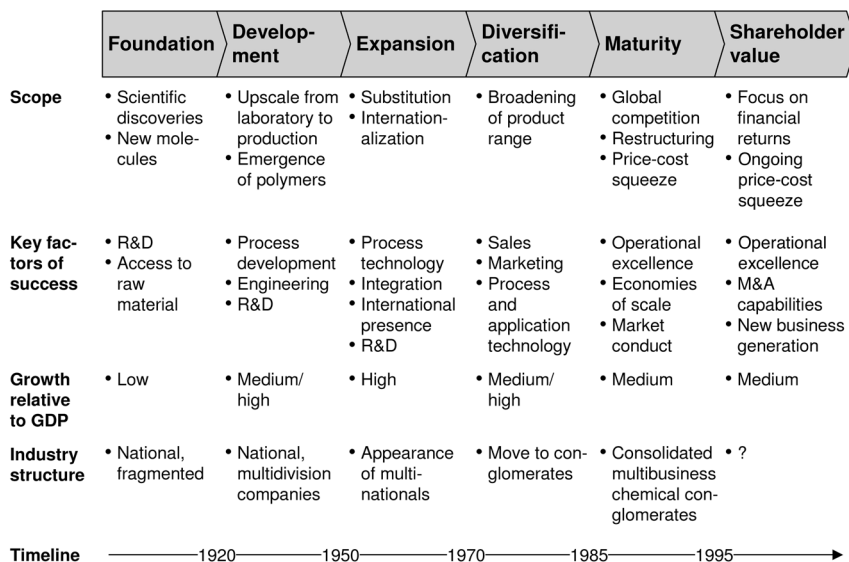 Foundation
Develop-
ment
Expansion
Diversifi-
cation
Maturity
Shareholder
value
Scope
• Scientific
discoveries
• New mole-
cules
• Upscale from
laboratory to
production
• Emergence
of polymers
• Substitution
• Internation-
alization
• Broadening
of product
range
• Global
competition
• Restructuring
• Price-cost
squeeze
• Focus on
financial
returns
• Ongoing
price-cost
squeeze
Key fac-
tors of
success
• R&D
• Access to
raw
material
• Process
development
• Engineering
• R&D
• Process
technology
• Integration
• International
presence
• R&D
• Sales
• Marketing
• Process
and
application
technology
• Operational
excellence
• Economies
of scale
• Market
conduct
• Operational
excellence
• M&A
capabilities
• New business
generation
Growth
relative
to GDP
• Low
• Medium/
high
• High
• Medium/
high
• Medium
• Medium
Industry
structure
• National,
fragmented
• National,
multidivision
companies
• Appearance
of multi-
nationals
• Move to con-
glomerates
• Consolidated
multibusiness
chemical con-
glomerates
• ?
Timeline
1920
1950
1970
1985
1995